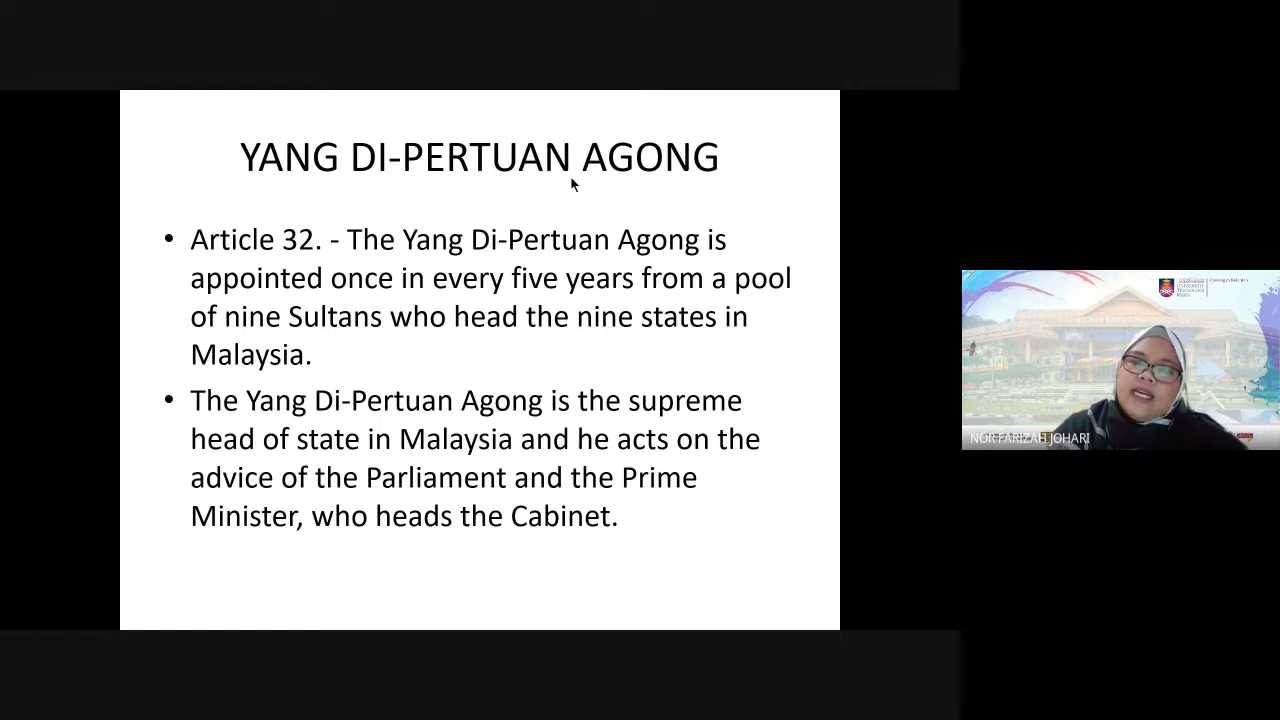 YANG DI-PERTUAN AGONG
• Article 32. - The Yang Di-Pertuan Agong is
appointed once in every five years from a pool
of nine Sultans who head the nine states in
Malaysia.
• The Yang Di-Pertuan Agong is the supreme
head of state in Malaysia and he acts on the
advice of the Parliament and the Prime
Minister, who heads the Cabinet.
UNIVERSITI
TEKNOLOGI
MARA
NOR FARIZAH JOHARI